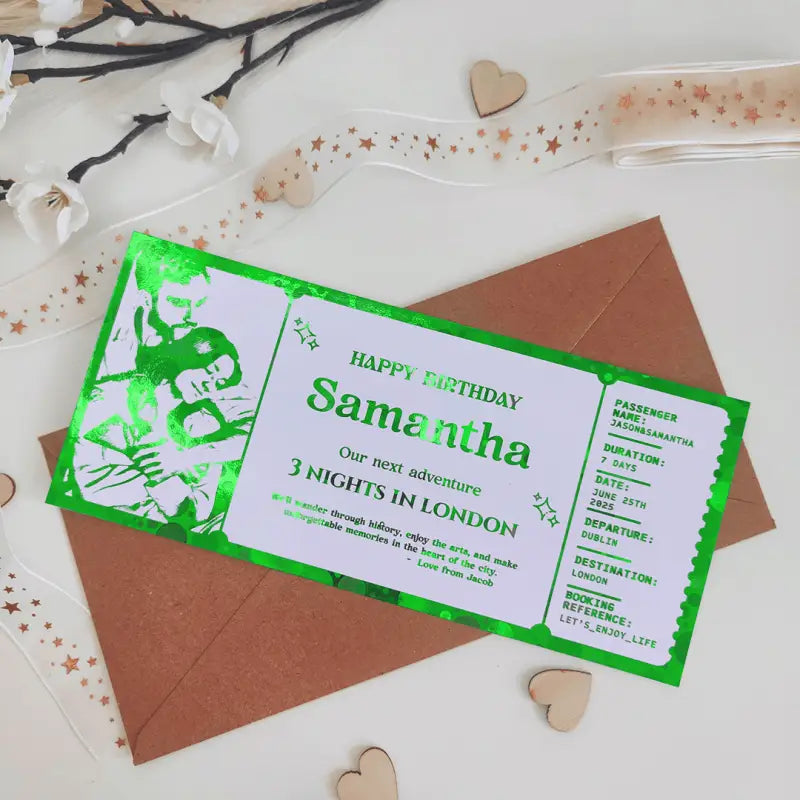 HAPPY BIRTHDAY
Samantha
Our next adventure
3 NIGHTS IN LONDON
We'll wander through history, enjoy the arts, and make
unforgettable memories in the heart of the city.
- Love from Jacob
PASSENGER
NAME:
JASON&SAMANTHA
DURATION:
7 DAYS
DATE:
JUNE 25TH
2025
DEPARTURE:
DUBLIN
DESTINATION:
LONDON
BOOKING
REFERENCE:
LET'S_ENJOY_LIFE